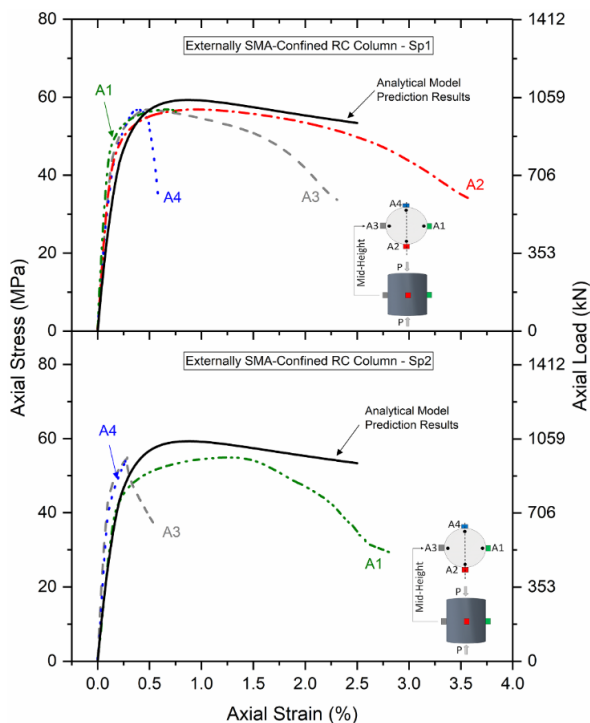 80
1412
Externally SMA-Confined RC Column - Sp1
Analytical Model
Prediction Results
A1
60
1059
A4
A3
A2
40
706
A4
A3
A1
A2
Mid-Height
P
P
20
353
0
0
Axial Stress (MPa)
Axial Load (kN)
80
1412
Externally SMA-Confined RC Column - Sp2
Analytical Model
Prediction Results
A4
60
1059
A3
A1
40
706
A4
A3
A1
A2
Mid-Height
P
P
20
353
0
0
0.0 0.5 1.0 1.5 2.0 2.5 3.0 3.5 4.0
Axial Strain (%)